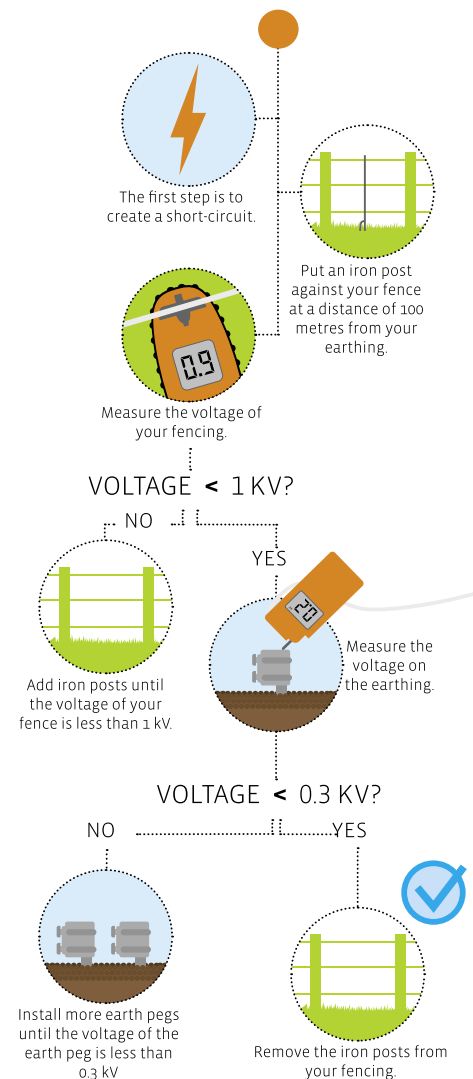 The first step is to
create a short-circuit.
Put an iron post
against your fence
at a distance of 100
metres from your
earthing.
0.9
Measure the voltage of
your fencing.
VOLTAGE < 1 KV?
NO
YES
Add iron posts until
the voltage of your
fence is less than 1 kV.
Measure the
voltage on
the earthing.
VOLTAGE < 0.3 KV?
NO
YES
Install more earth pegs
until the voltage of the
earth peg is less than
0.3 kV
Remove the iron posts from
your fencing.